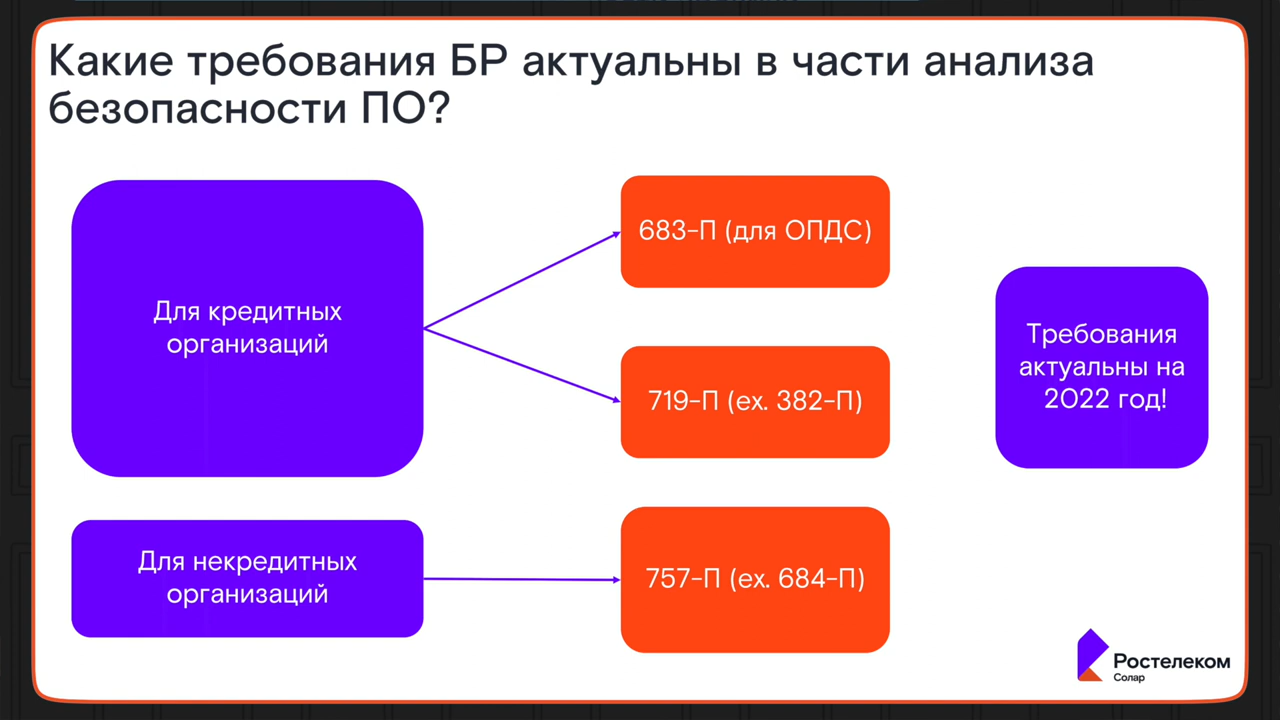 Какие требования БР актуальны в части анализа
безопасности ПО?
Для кредитных
организаций
683-П (для ОПДС)
719-П (ex. 382-П)
Требования
актуальны на
2022 год!
Для некредитных
организаций
757-П (ex. 684-П)
Ростелеком
Солар